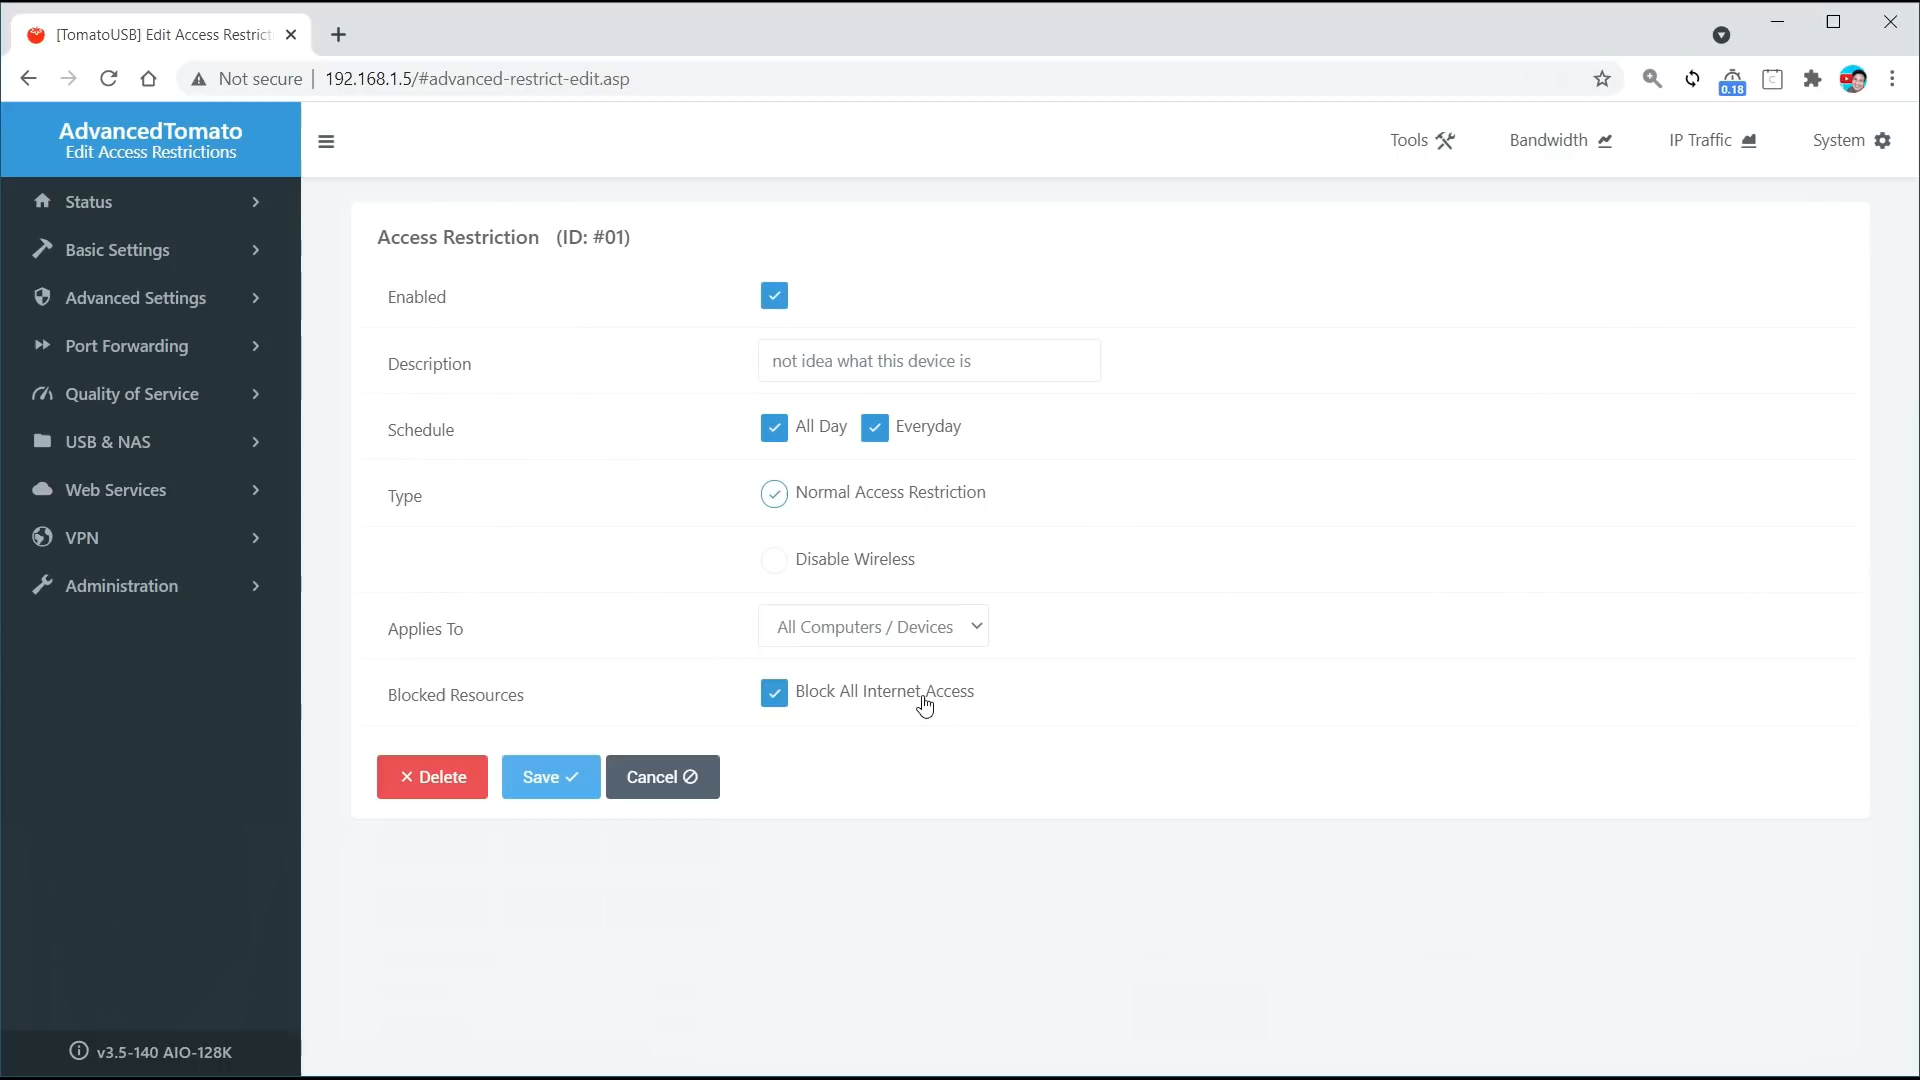 [TomatoUSB] Edit Access Restrict
Not secure | 192.168.1.5/#advanced-restrict-edit.asp
0.18
AdvancedTomato
Edit Access Restrictions
Tools
Bandwidth
IP Traffic
System
Status
Basic Settings
Advanced Settings
Port Forwarding
Quality of Service
USB & NAS
Web Services
VPN
Administration
v3.5-140 AIO-128K
Access Restriction (ID: #01)
Enabled
Description
not idea what this device is
Schedule
All Day Everyday
Type
Normal Access Restriction
Disable Wireless
Applies To
All Computers / Devices
Blocked Resources
Block All Internet Access
Delete
Save
Cancel